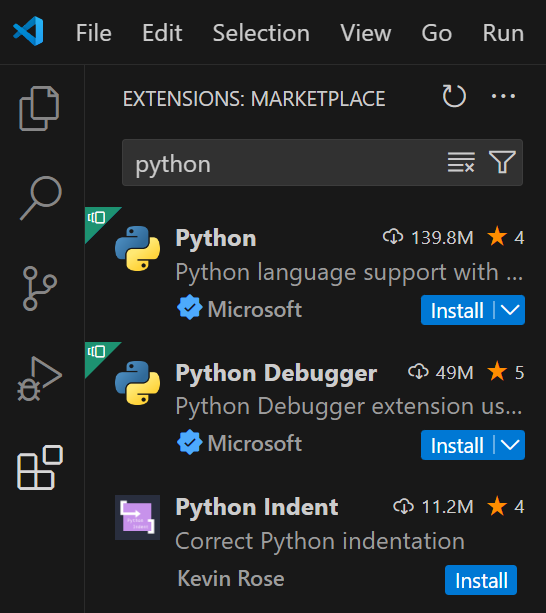 File Edit Selection View Go Run
EXTENSIONS: MARKETPLACE
python
Python 139.8M 4
Python language support with ...
Microsoft Install
Python Debugger 49M 5
Python Debugger extension us...
Microsoft Install
Python Indent 11.2M 4
Correct Python indentation
Kevin Rose Install